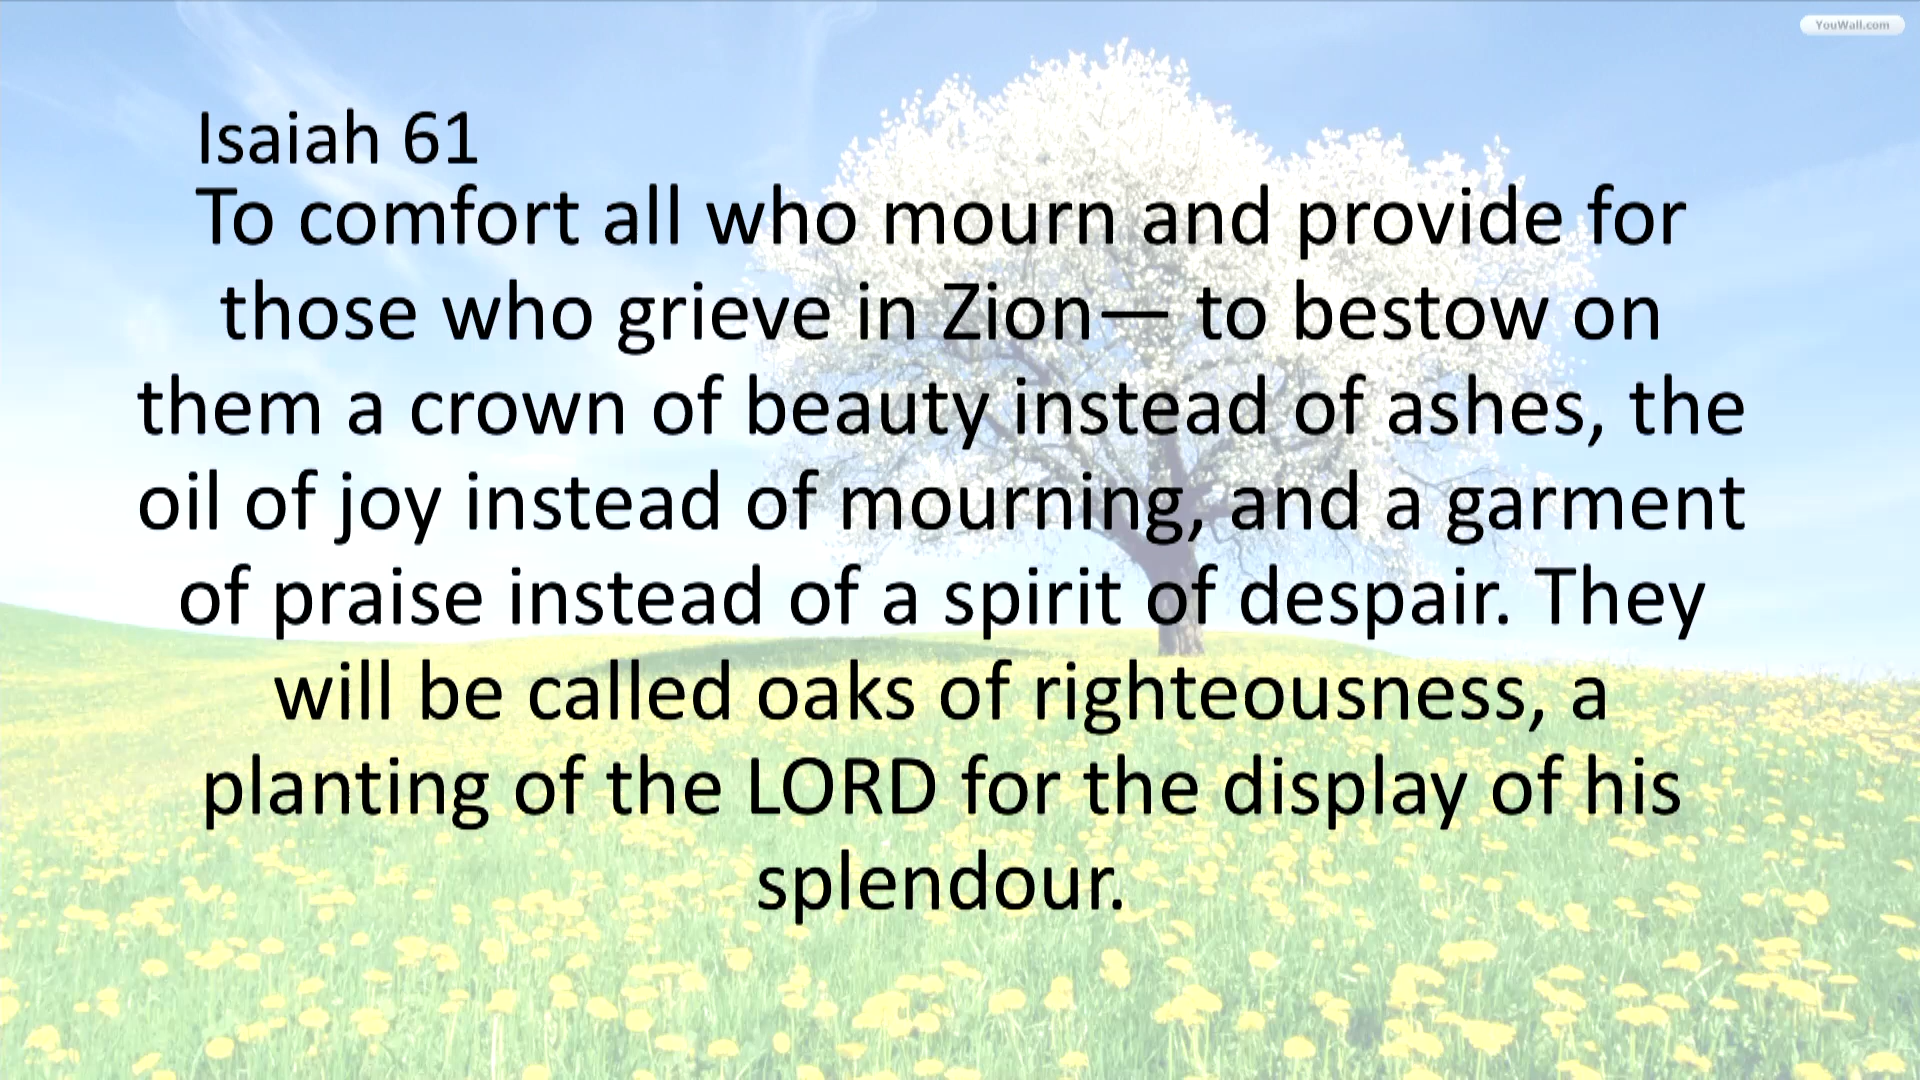 YouWall.com
Isaiah 61
To comfort all who mourn and provide for
those who grieve in Zion— to bestow on
them a crown of beauty instead of ashes, the
oil of joy instead of mourning, and a garment
of praise instead of a spirit of despair. They
will be called oaks of righteousness, a
planting of the LORD for the display of his
splendour.